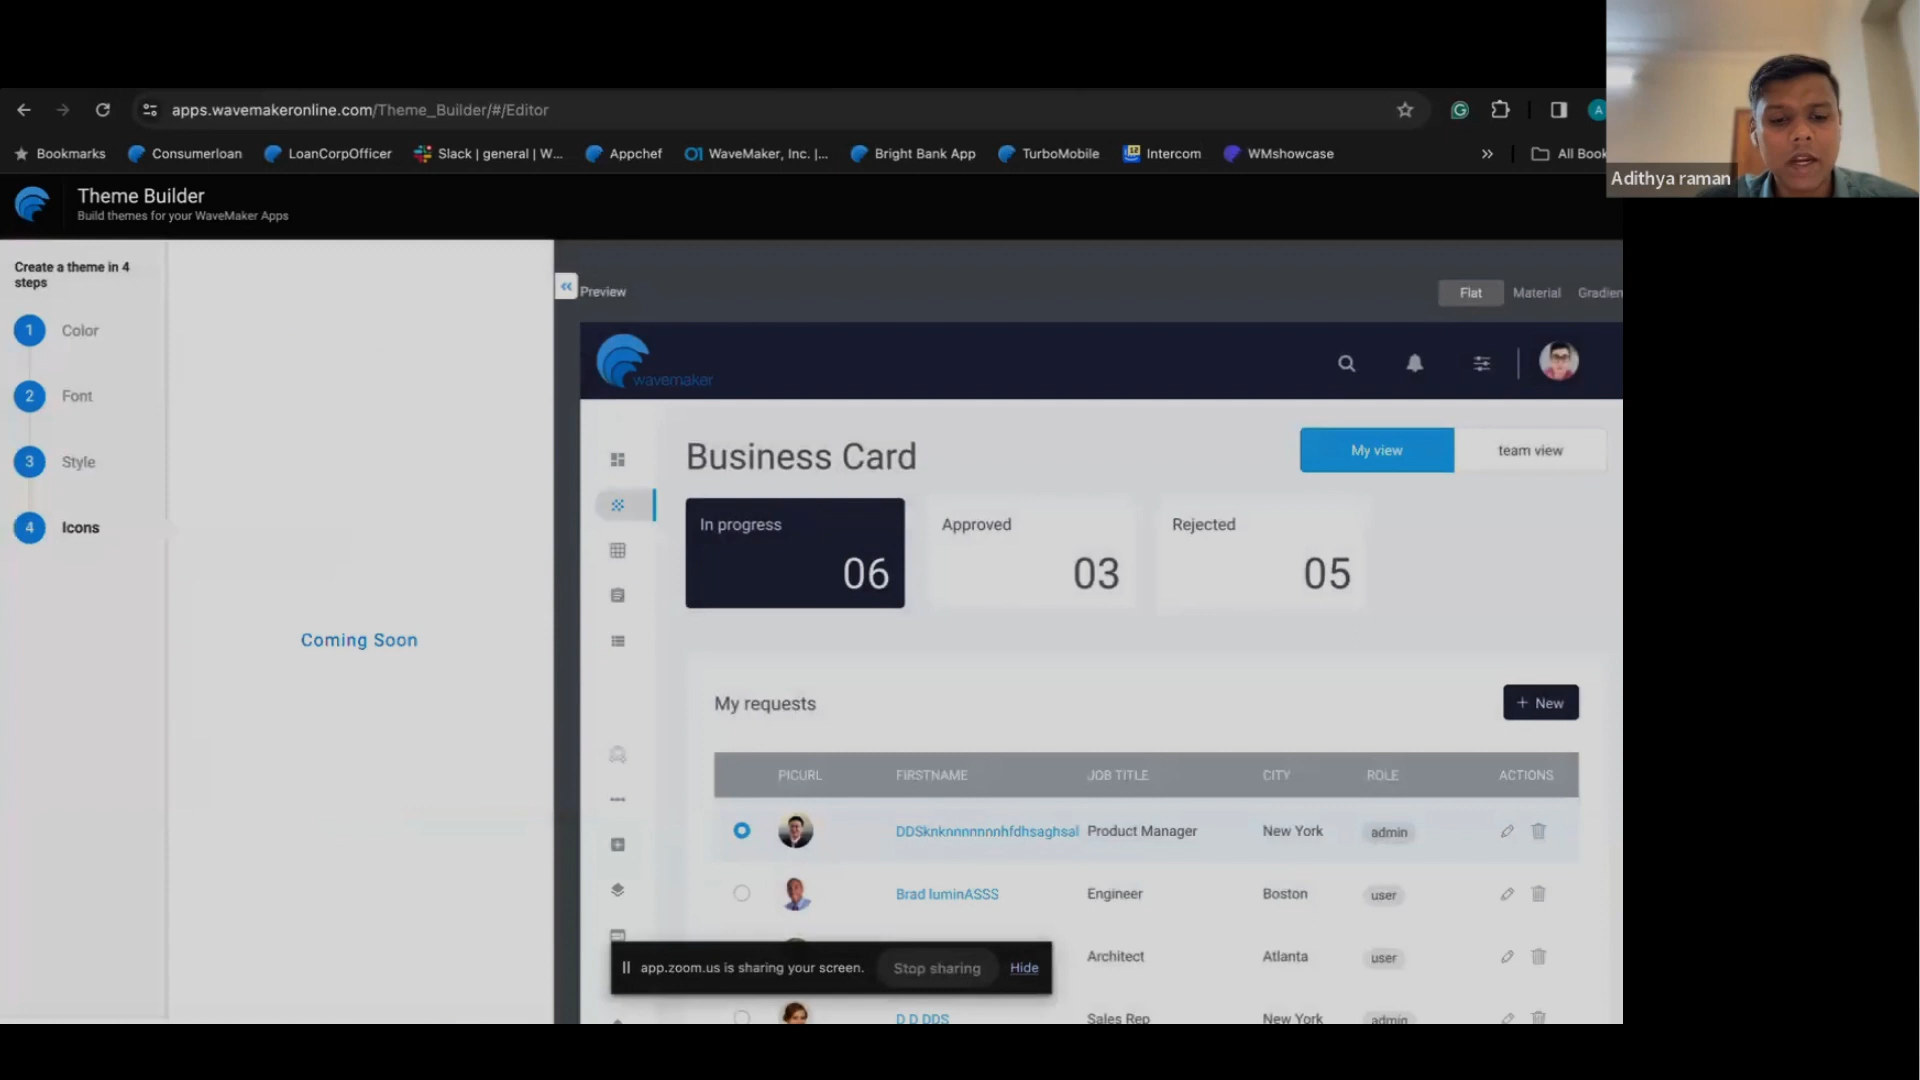 apps.wavemakeronline.com/Theme_Builder/#/Editor
A
Bookmarks Consumerloan LoanCorpOfficer Slack | general | W... Appchef WaveMaker, Inc. |... Bright Bank App TurboMobile Intercom WMshowcase » All Book
Adithya raman
Theme Builder
Build themes for your WaveMaker Apps
Create a theme in 4
steps
1 Color
2 Font
3 Style
4 Icons
Coming Soon
Preview
Flat Material Gradien
wavemaker
Business Card
My view team view
In progress
06
Approved
03
Rejected
05
My requests
+ New
PICURL FIRSTNAME JOB TITLE CITY ROLE ACTIONS
Product Manager New York admin
Brad luminASSS Engineer Boston user
Architect Atlanta user
app.zoom.us is sharing your screen. Stop sharing Hide
D D DDS Sales Rep New York admin